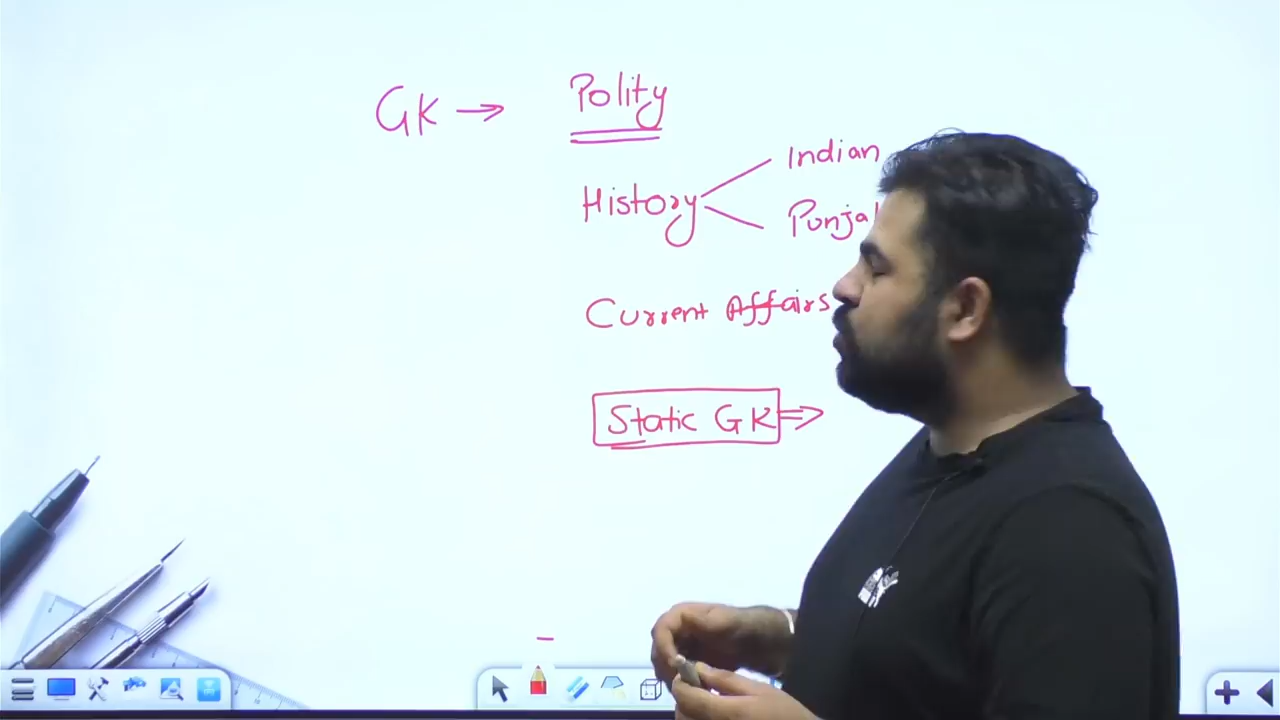 GK → Polity
History
Indian
Current Affairs
Static GK ⇒